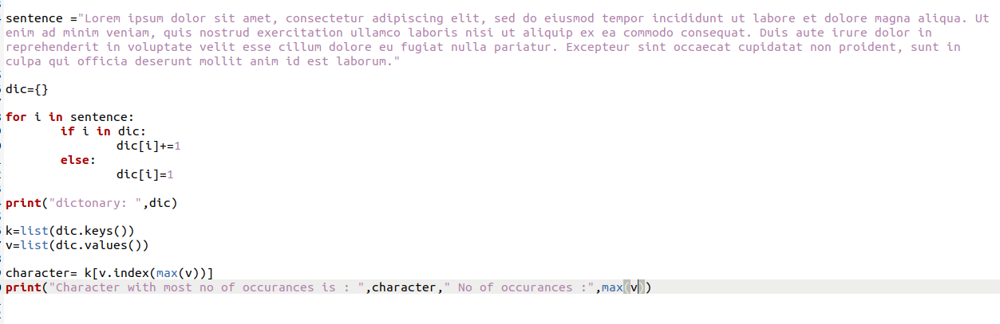 sentence ="Lorem ipsum dolor sit amet, consectetur adipiscing elit, sed do eiusmod tempor incididunt ut labore et dolore magna aliqua. Ut
enim ad minim veniam, quis nostrud exercitation ullamco laboris nisi ut aliquip ex ea commodo consequat. Duis aute irure dolor in
reprehenderit in voluptate velit esse cillum dolore eu fugiat nulla pariatur. Excepteur sint occaecat cupidatat non proident, sunt in
culpa qui officia deserunt mollit anim id est laborum."
dic={}
for i in sentence:
if i in dic:
dic[i]+=1
else:
dic[i]=1
print("dictonary: ",dic)
k=list(dic.keys())
v=list(dic.values())
character= k[v.index(max(v))]
print("Character with most no of occurances is : ",character," No of occurances :",max(v))